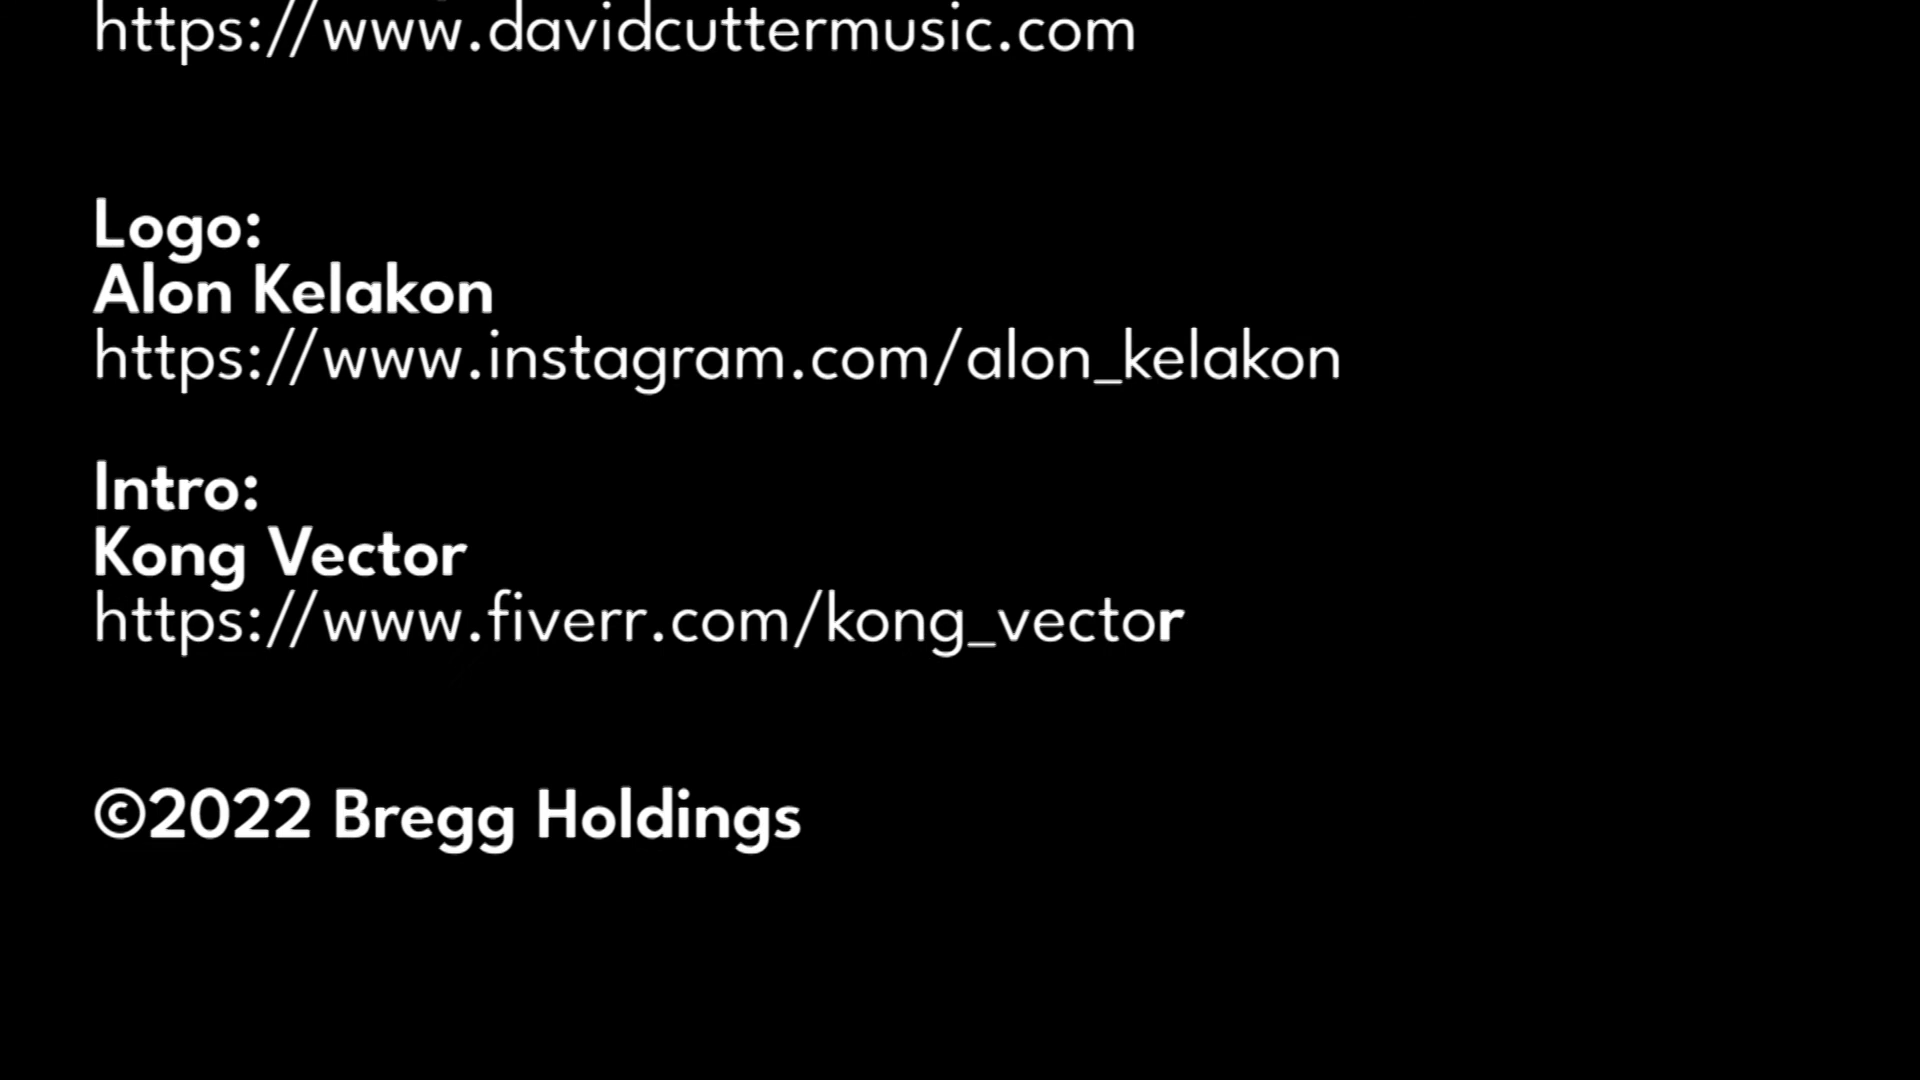 https://www.davidcuttermusic.com
Logo:
Alon Kelakon
https://www.instagram.com/alon_kelakon
Intro:
Kong Vector
https://www.fiverr.com/kong_vector
©2022 Bregg Holdings